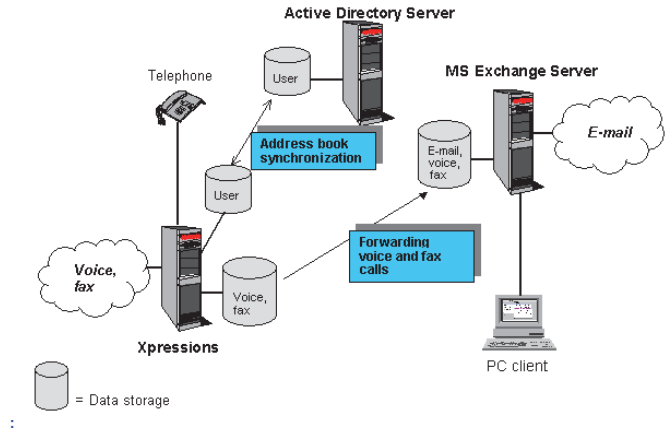 Active Directory Server
Telephone
User
MS Exchange Server
E-mail
Address book
synchronization
E-mail,
voice,
fax
User
Forwarding
voice and fax
calls
Voice,
fax
Voice,
fax
Xpressions
PC client
= Data storage
: